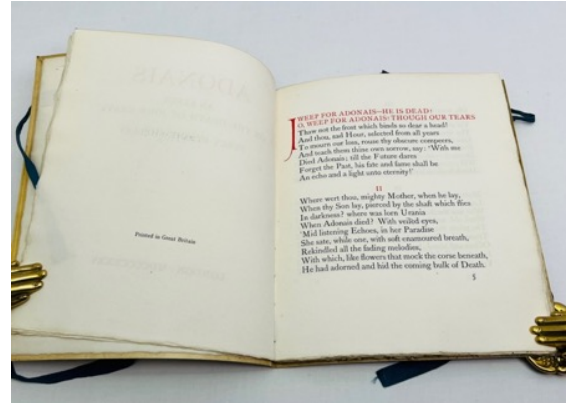 Printed in Great Britain
I WEEP FOR ADONAIS—HE IS DEAD!
O, WEEP FOR ADONAIS! THOUGH OUR TEARS
Thaw not the frost which binds so dear a head!
And thou, sad Hour, selected from all years
To mourn our loss, rouse thy obscure compeers,
And teach them thine own sorrow, say: 'With me
Died Adonais; till the Future dares
Forget the Past, his fate and fame shall be
An echo and a light unto eternity!'
II
Where wert thou, mighty Mother, when he lay,
When thy Son lay, pierced by the shaft which flies
In darkness? where was lorn Urania
When Adonais died? With veiled eyes,
'Mid listening Echoes, in her Paradise
She sate, while one, with soft enamoured breath,
Rekindled all the fading melodies,
With which, like flowers that mock the corse beneath,
He had adorned and hid the coming bulk of Death.
5